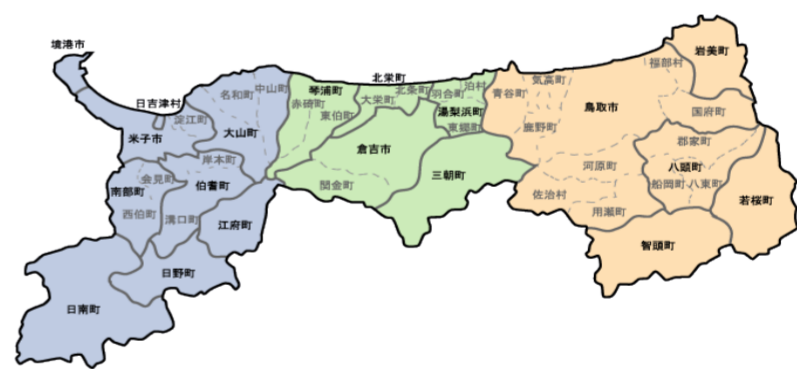 境港市
日吉津村
淀江町
米子市
名和町
中山町
大山町
岸本町
会見町
南部町
伯耆町
西伯町
溝口町
江府町
日野町
日南町
北栄町
琴浦町
赤碕町
東伯町
大栄町
北条町
羽合町
泊村
湯梨浜町
東郷町
倉吉市
関金町
三朝町
青谷町
気高町
鹿野町
鳥取市
福部村
岩美町
国府町
郡家町
河原町
八頭町
船岡町
八東町
佐治村
用瀬町
若桜町
智頭町